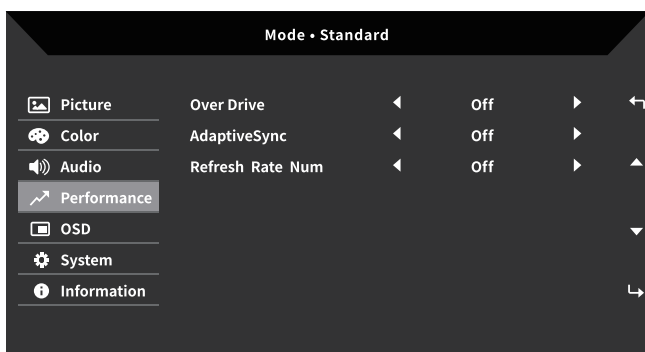 Mode • Standard
Picture
Over Drive Off
Color
AdaptiveSync Off
Audio
Refresh Rate Num Off
Performance
OSD
System
Information